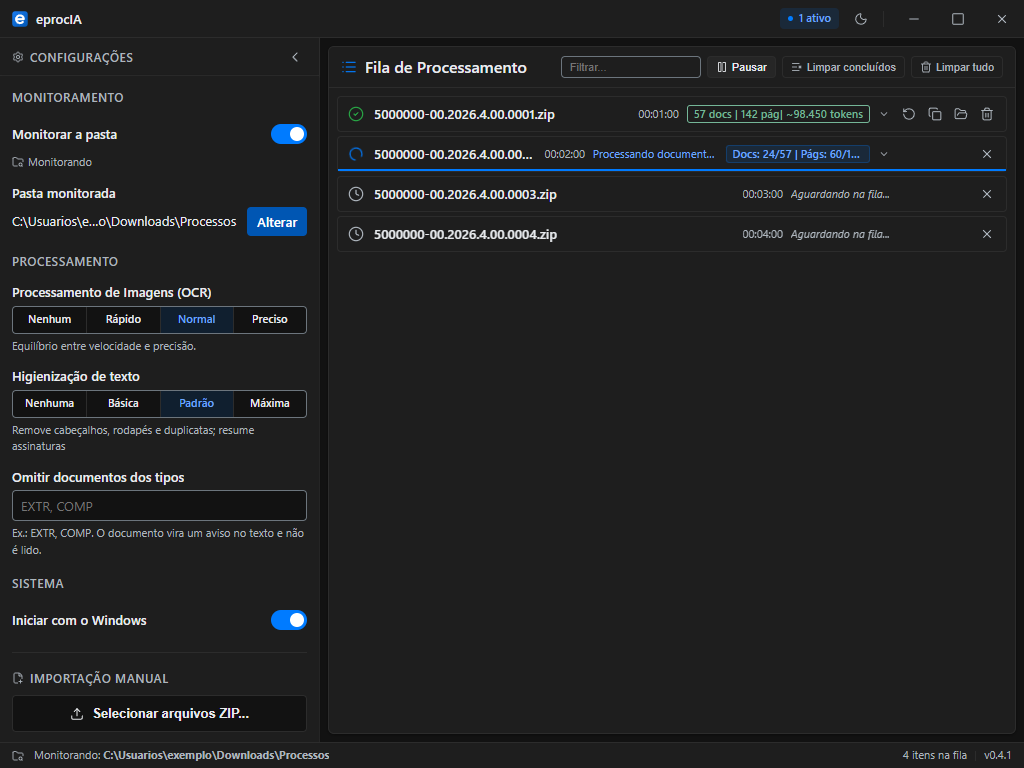 eprocIA
1 ativo
CONFIGURAÇÕES
MONITORAMENTO
Monitorar a pasta
Monitorando
Pasta monitorada
C:\Usuarios\e...o\Downloads\Processos
Alterar
PROCESSAMENTO
Processamento de Imagens (OCR)
Nenhum Rápido Normal Preciso
Equilíbrio entre velocidade e precisão.
Higienização de texto
Nenhuma Básica Padrão Máxima
Remove cabeçalhos, rodapés e duplicatas; resume
assinaturas
Omitir documentos dos tipos
EXTR, COMP
Ex.: EXTR, COMP. O documento vira um aviso no texto e não
é lido.
SISTEMA
Iniciar com o Windows
IMPORTAÇÃO MANUAL
Selecionar arquivos ZIP...
Fila de Processamento
Filtrar...
Pausar
Limpar concluídos
Limpar tudo
5000000-00.2026.4.00.0001.zip 00:01:00 57 docs | 142 pág| ~98.450 tokens
5000000-00.2026.4.00.00... 00:02:00 Processando document... Docs: 24/57 | Págs: 60/1...
5000000-00.2026.4.00.0003.zip 00:03:00 Aguardando na fila...
5000000-00.2026.4.00.0004.zip 00:04:00 Aguardando na fila...
Monitorando: C:\Usuarios\exemplo\Downloads\Processos
4 itens na fila
v0.4.1